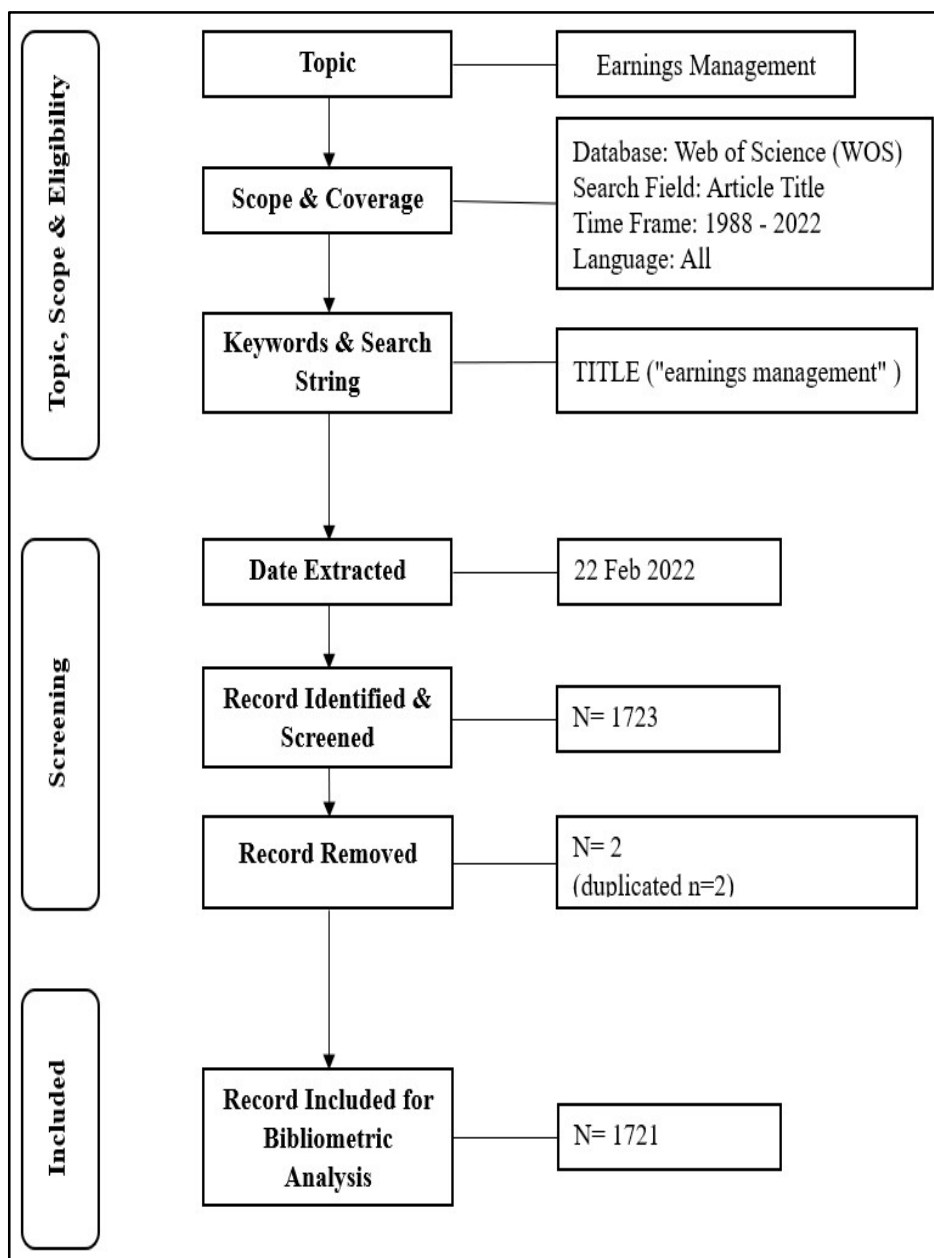 Topic, Scope & Eligibility
Topic
Earnings Management
Scope & Coverage
Database: Web of Science (WOS)
Search Field: Article Title
Time Frame: 1988 - 2022
Language: All
Keywords & Search
String
TITLE ("earnings management" )
Screening
Date Extracted
22 Feb 2022
Record Identified &
Screened
N= 1723
Record Removed
N= 2
(duplicated n=2)
Included
Record Included for
Bibliometric
Analysis
N= 1721